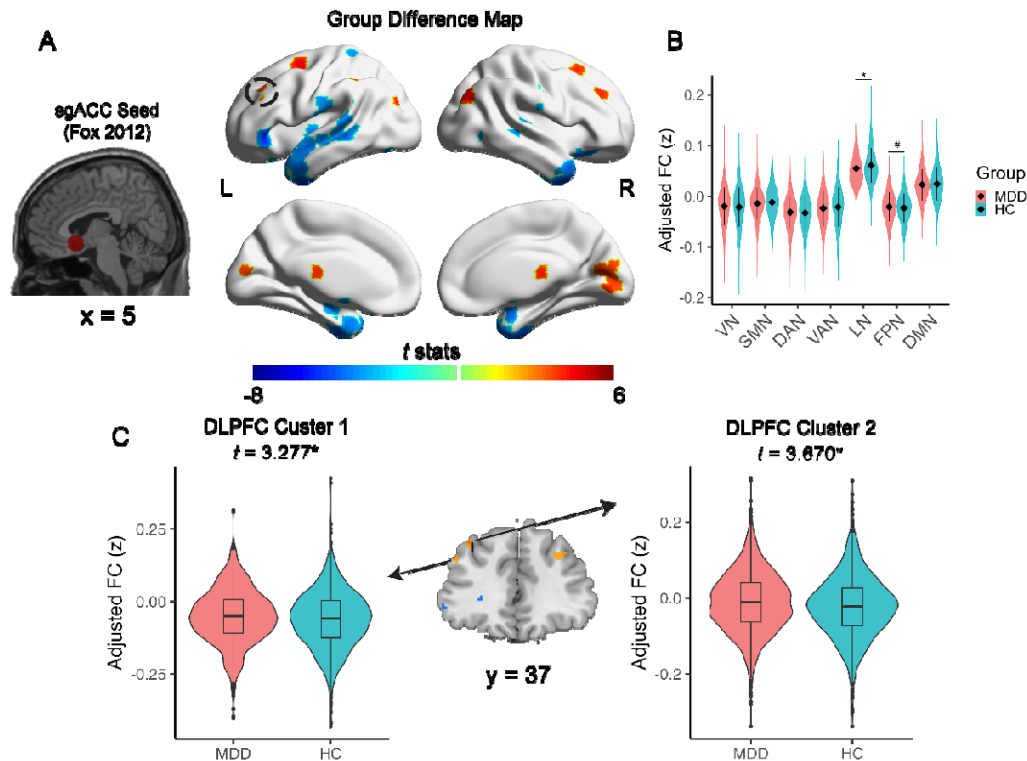 A
Group Difference Map
sgACC Seed
(Fox 2012)
x = 5
L
R
t stats
-8
6
B
Adjusted FC (z)
0.2
0.1
0.0
-0.1
-0.2
*
#
VN
SMN
DAN
VAN
LN
FPN
DMN
Group
MDD
HC
C
DLPFC Custer 1
t = 3.277*
Adjusted FC (z)
0.25
0.00
-0.25
MDD
HC
y = 37
DLPFC Cluster 2
t = 3.670*
Adjusted FC (z)
0.2
0.0
-0.2
MDD
HC